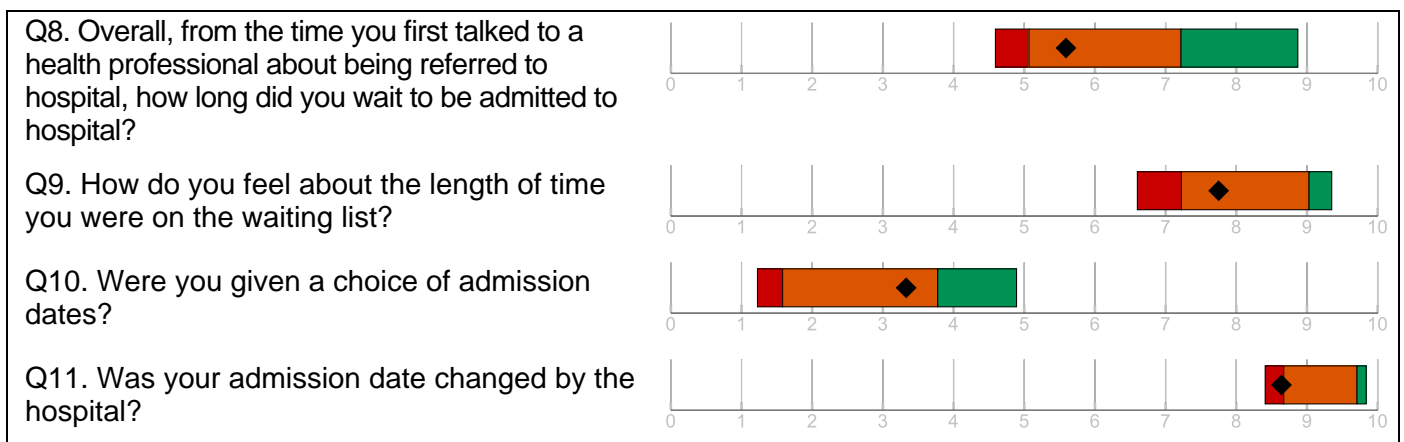 Q8. Overall, from the time you first talked to a
health professional about being referred to
hospital, how long did you wait to be admitted to
hospital?
0 1 2 3 4 5 6 7 8 9 10
Q9. How do you feel about the length of time
you were on the waiting list?
0 1 2 3 4 5 6 7 8 9 10
Q10. Were you given a choice of admission
dates?
0 1 2 3 4 5 6 7 8 9 10
Q11. Was your admission date changed by the
hospital?
0 1 2 3 4 5 6 7 8 9 10